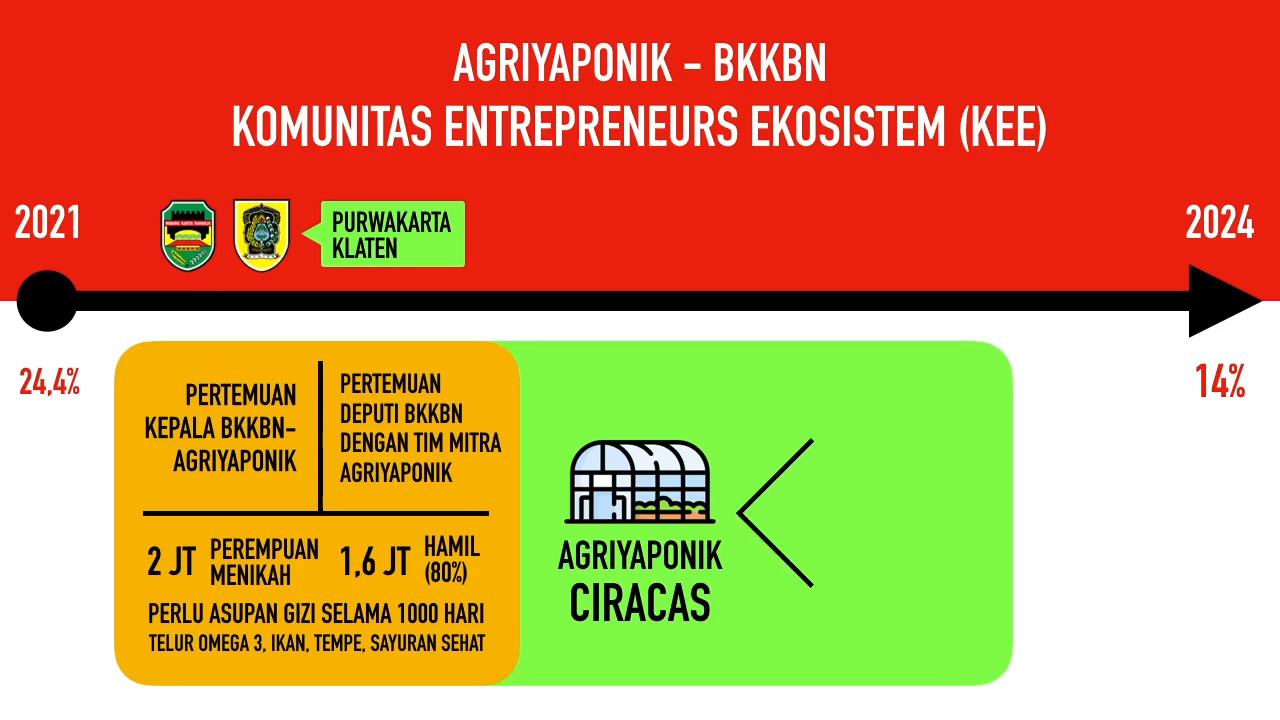 AGRIYAPONIK - BKKBN
KOMUNITAS ENTREPRENEURS EKOSISTEM (KEE)
2021
PURWAKARTA
KLATEN
2024
24,4%
14%
PERTEMUAN
KEPALA BKKBN-
AGRIYAPONIK
PERTEMUAN
DEPUTI BKKBN
DENGAN TIM MITRA
AGRIYAPONIK
2 JT
PEREMPUAN
MENIKAH
1,6 JT
HAMIL
(80%)
PERLU ASUPAN GIZI SELAMA 1000 HARI
TELUR OMEGA 3, IKAN, TEMPE, SAYURAN SEHAT
AGRIYAPONIK
CIRACAS